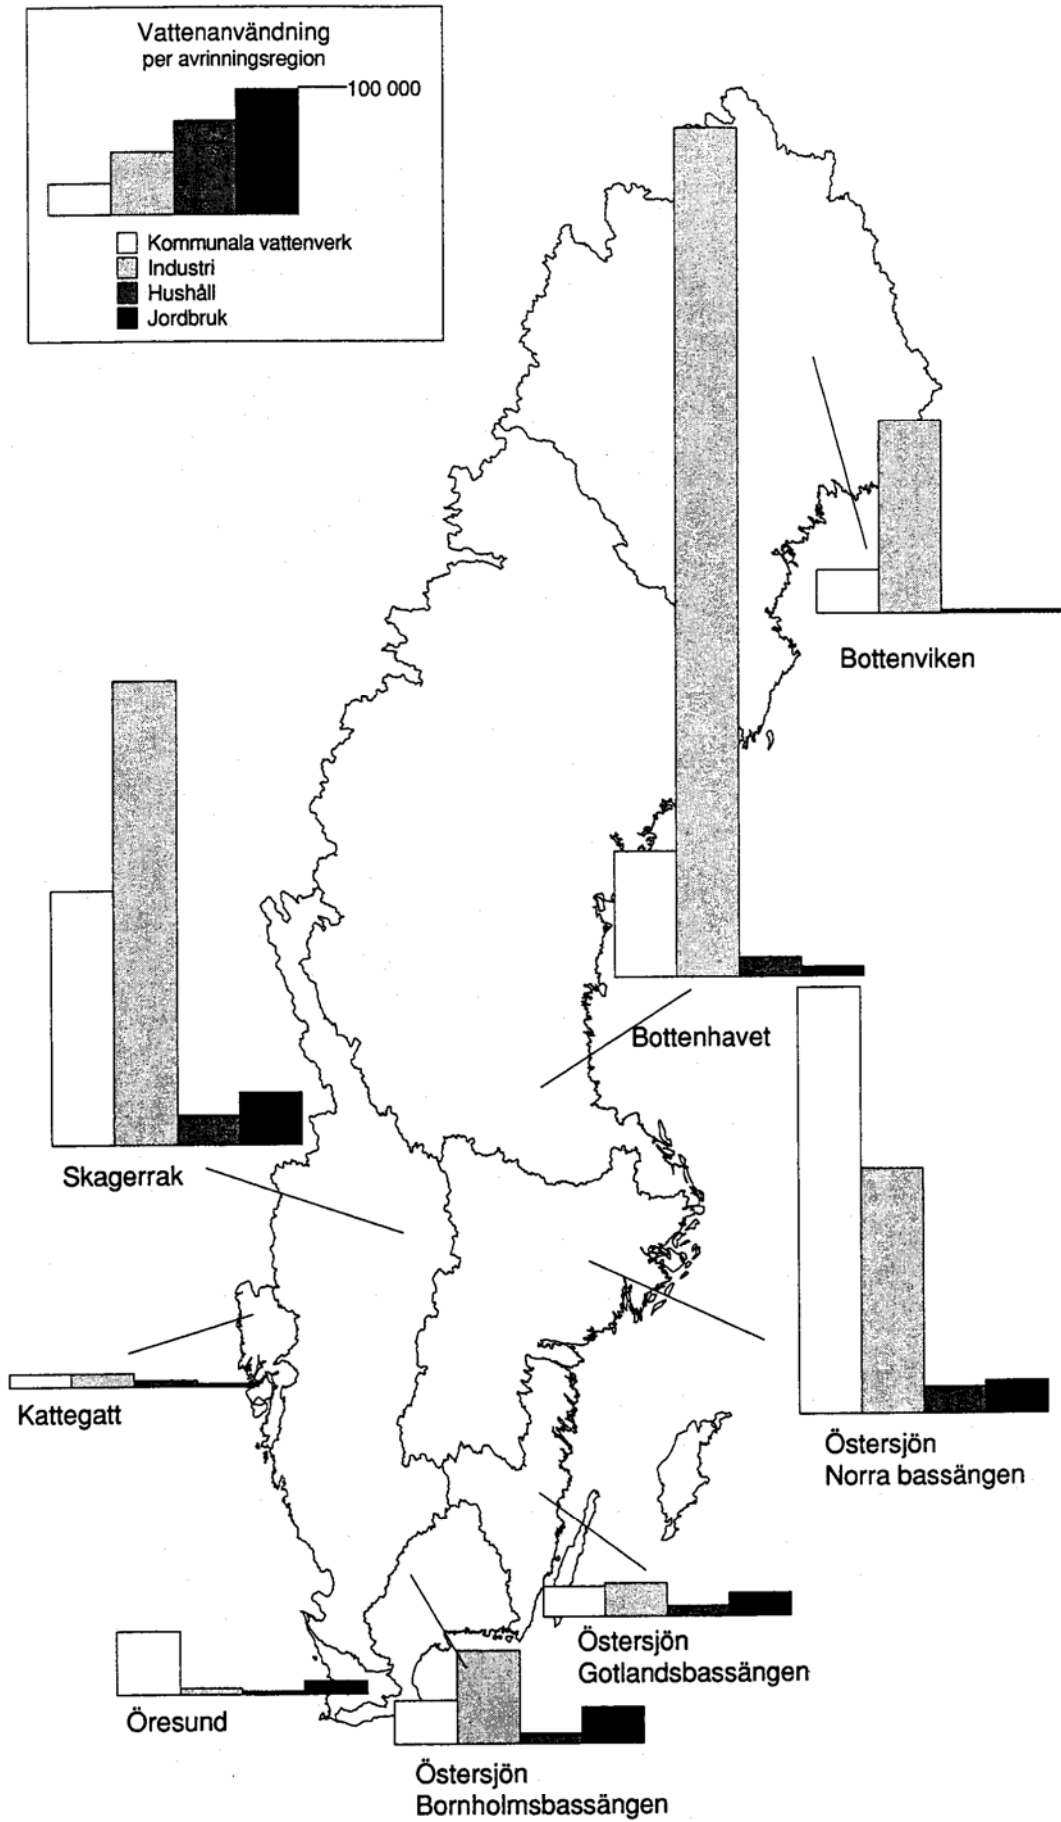 Vattenanvändning
per avrinningsregion
100 000
Kommunala vattenverk
Industri
Hushåll
Jordbruk
Bottenviken
Bottenhavet
Skagerrak
Kattegatt
Östersjön
Norra bassängen
Östersjön
Gotlandsbassängen
Öresund
Östersjön
Bornholmsbassängen